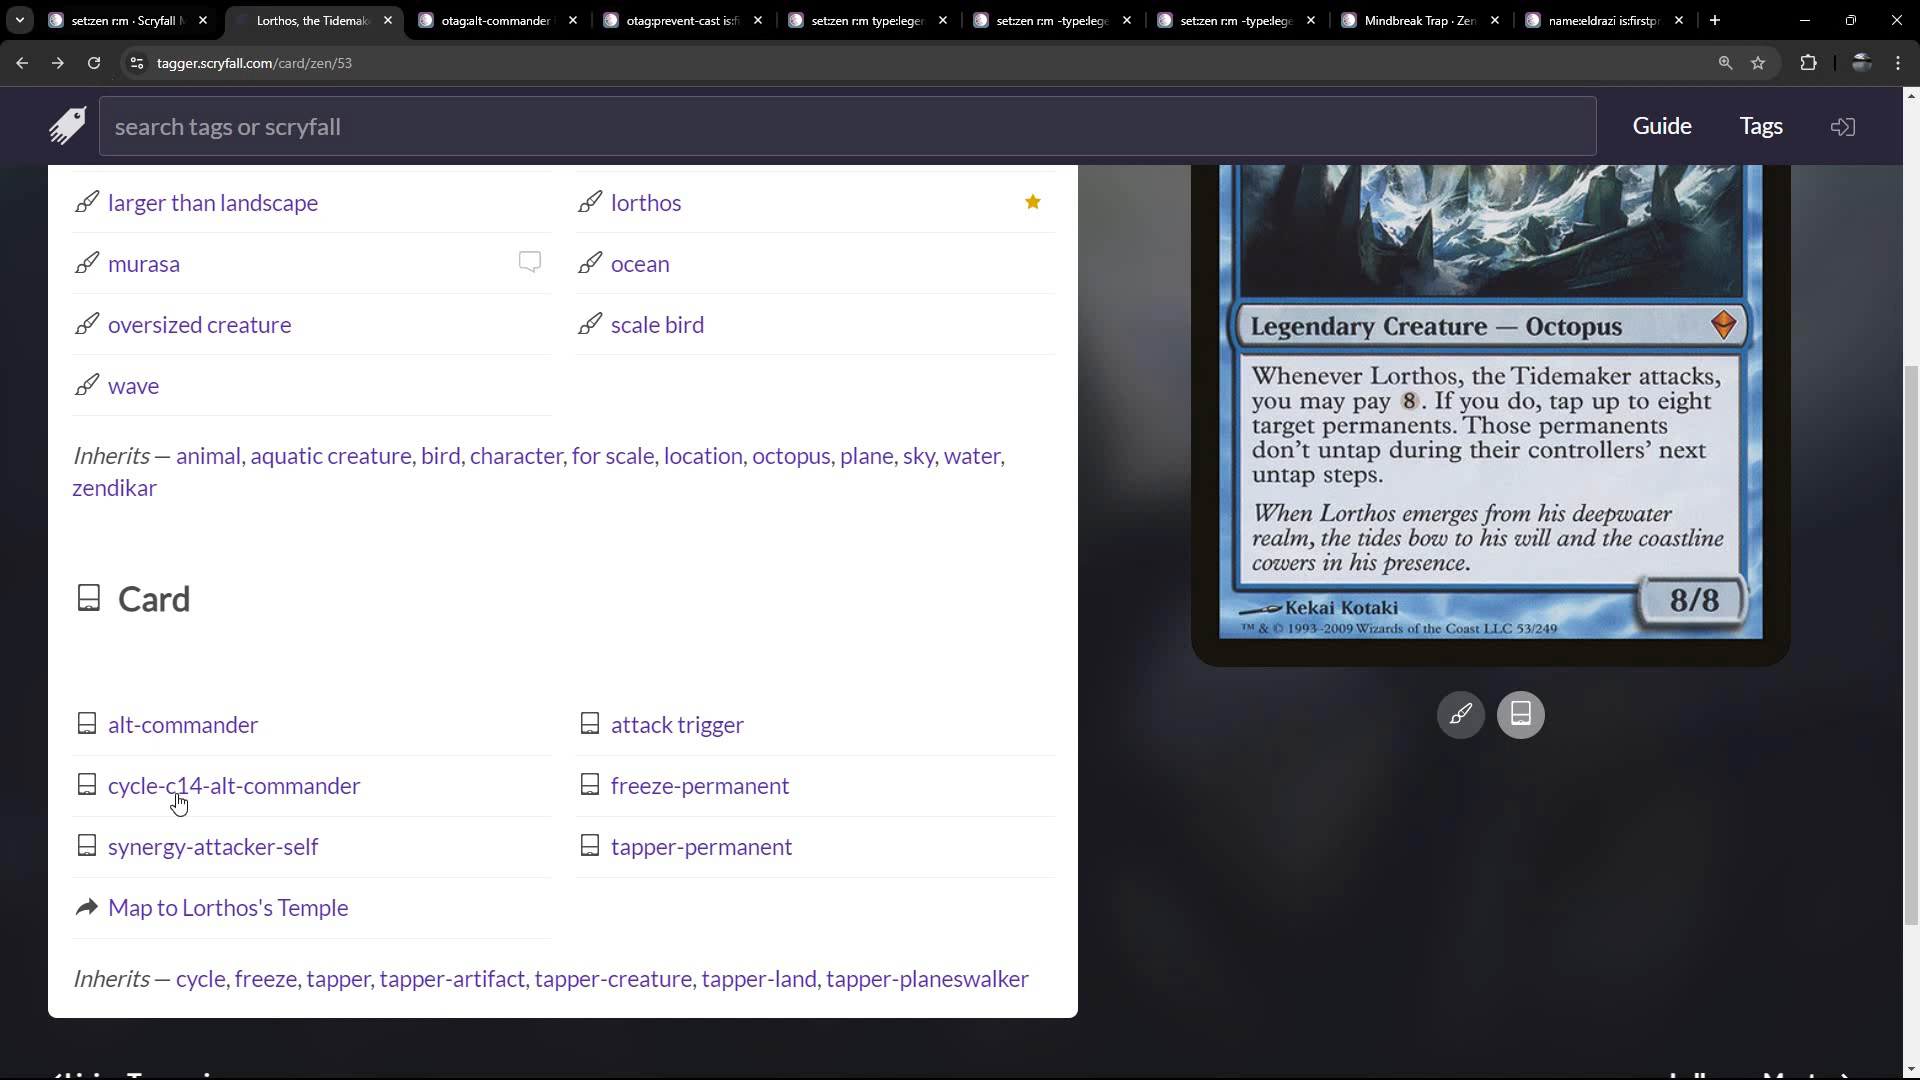 set:zen r:m · Scryfall M
Lorthos, the Tidemak
otag:alt-commander
otag:prevent-cast is:fi
set:zen r:m type:legen
set:zen r:m -type:lege
set:zen r:m -type:lege
Mindbreak Trap · Zen
name:eldrazi is:firstpr
tagger.scryfall.com/card/zen/53
search tags or scryfall
Guide
Tags
larger than landscape
lorthos
murasa
ocean
oversized creature
scale bird
wave
Inherits — animal, aquatic creature, bird, character, for scale, location, octopus, plane, sky, water,
zendikar
Card
alt-commander
attack trigger
cycle-c14-alt-commander
freeze-permanent
synergy-attacker-self
tapper-permanent
Map to Lorthos's Temple
Inherits — cycle, freeze, tapper, tapper-artifact, tapper-creature, tapper-land, tapper-planeswalker
Legendary Creature — Octopus
Whenever Lorthos, the Tidemaker attacks,
you may pay 8. If you do, tap up to eight
target permanents. Those permanents
don't untap during their controllers' next
untap steps.
When Lorthos emerges from his deepwater
realm, the tides bow to his will and the coastline
cowers in his presence.
8/8
Kekai Kotaki
™ & © 1993–2009 Wizards of the Coast LLC 53/249